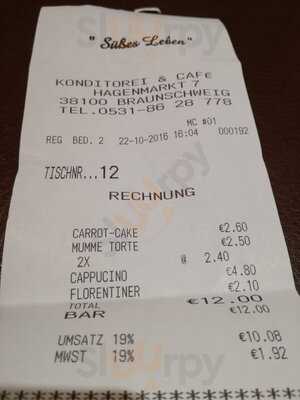 " Süßes Leben"
KONDITOREI & CAFE
HAGENMARKT 7
38100 BRAUNSCHWEIG
TEL.0531-86 28 778
MC #01
REG BED. 2 22-10-2016 16:04 000192
TISCHNR...12
RECHNUNG
CARROT-CAKE €2.60
MUMME TORTE €2.50
2X @ 2.40
CAPPUCINO €4.80
FLORENTINER €2.10
TOTAL €12.00
BAR €12.00
UMSATZ 19% €10.08
MWST 19% €1.92
********************